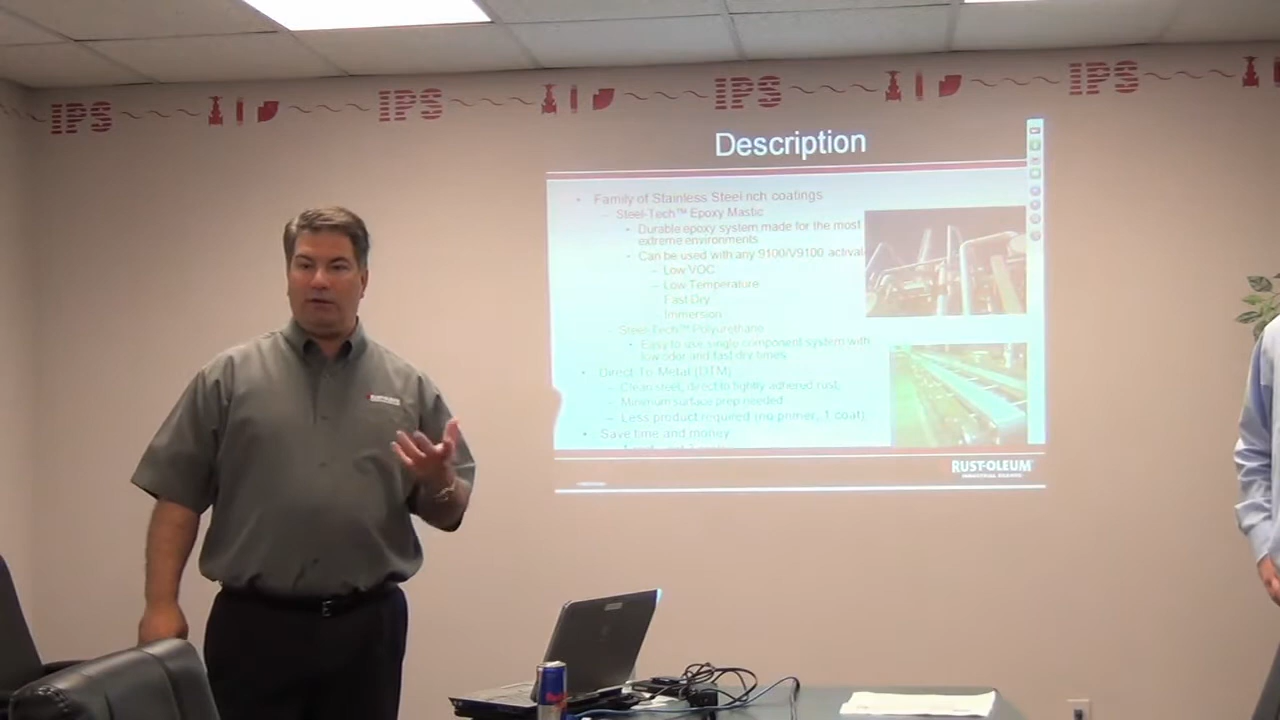 IPS IPS IPS IPS
Description
• Family of Stainless Steel rich coatings
– Steel-Tech™ Epoxy Mastic
• Durable epoxy system made for the most
extreme environments
• Can be used with any 9100/V9100 activat
– Low VOC
– Low Temperature
Fast Dry
– Immersion
– Steel-Tech™ Polyurethane
• Easy to use single component system with
low odor and fast dry times
• Direct To Metal (DTM)
– Clean steel, direct to tightly adhered rust,
– Minimum surface prep needed
– Less product required (no primer, 1 coat)
• Save time and money
RUST-OLEUM
INDUSTRIAL BRANDS